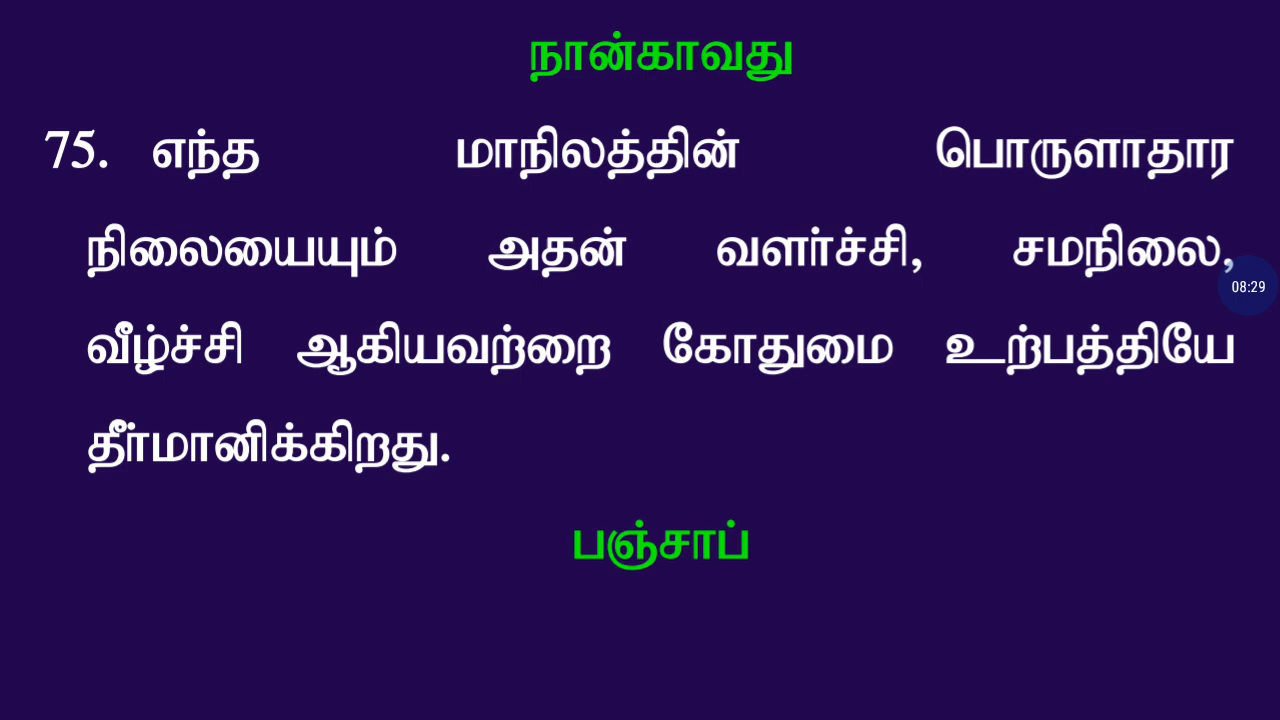 நான்காவது
75. எந்த மாநிலத்தின் பொருளாதார
நிலையையும் அதன் வளர்ச்சி, சமநிலை,
08:29
வீழ்ச்சி ஆகியவற்றை கோதுமை உற்பத்தியே
தீர்மானிக்கிறது.
பஞ்சாப்